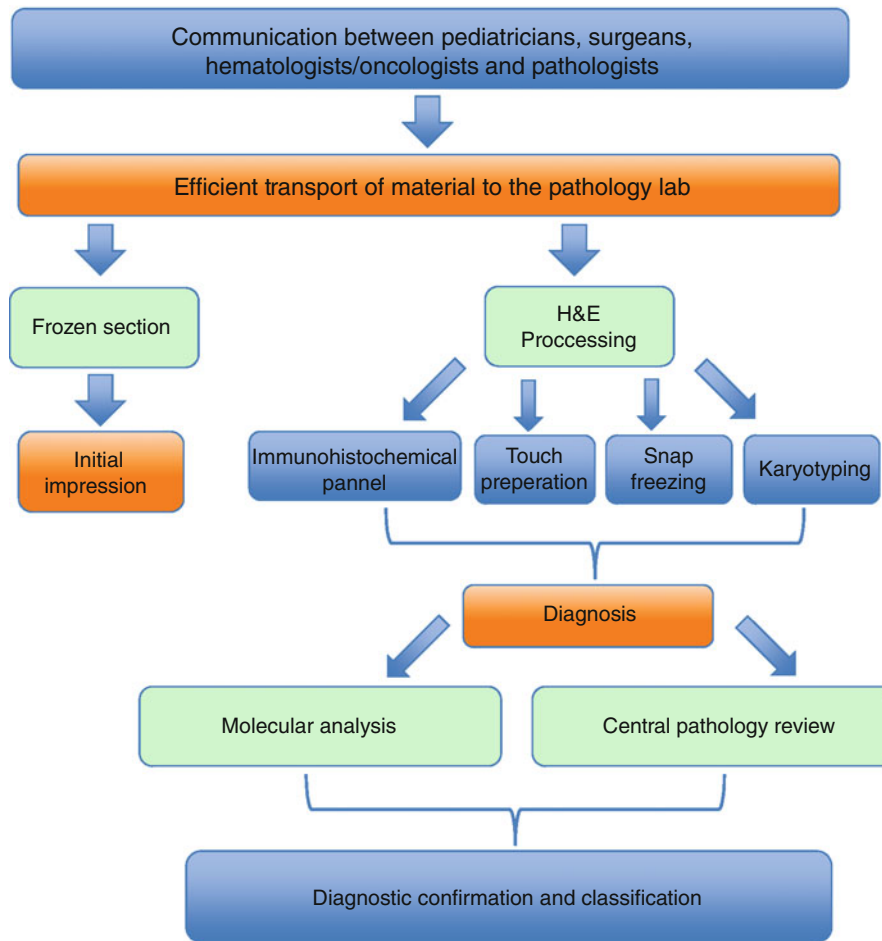 Communication between pediatricians, surgeans,
hematologists/oncologists and pathologists
Efficient transport of material to the pathology lab
Frozen section
H&E
Proccessing
Initial
impression
Immunohistochemical
pannel
Touch
preperation
Snap
freezing
Karyotyping
Diagnosis
Molecular analysis
Central pathology review
Diagnostic confirmation and classification